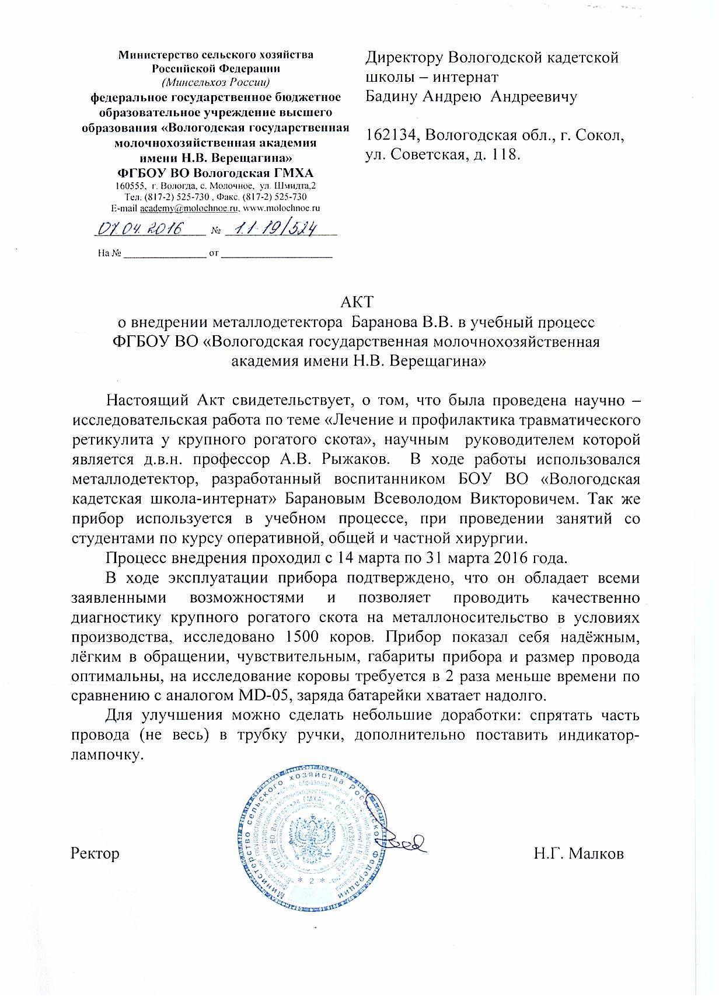 Министерство сельского хозяйства
Российской Федерации
(Минсельхоз России)
федеральное государственное бюджетное
образовательное учреждение высшего
образования «Вологодская государственная
молочнохозяйственная академия
имени Н.В. Верещагина»
ФГБОУ ВО Вологодская ГМХА
160555, г. Вологда, с. Молочное, ул. Шмидта,2
Тел. (817-2) 525-730 , Факс. (817-2) 525-730
E-mail academy@molochnoe.ru, www.molochnoe.ru
07.04.2016 № 1.1-19/524
На № от
Директору Вологодской кадетской
школы – интернат
Бадину Андрею Андреевичу
162134, Вологодская обл., г. Сокол,
ул. Советская, д. 118.
АКТ
о внедрении металлодетектора Баранова В.В. в учебный процесс
ФГБОУ ВО «Вологодская государственная молочнохозяйственная
академия имени Н.В. Верещагина»
Настоящий Акт свидетельствует, о том, что была проведена научно –
исследовательская работа по теме «Лечение и профилактика травматического
ретикулита у крупного рогатого скота», научным руководителем которой
является д.в.н. профессор А.В. Рыжаков. В ходе работы использовался
металлодетектор, разработанный воспитанником БОУ ВО «Вологодская
кадетская школа-интернат» Барановым Всеволодом Викторовичем. Так же
прибор используется в учебном процессе, при проведении занятий со
студентами по курсу оперативной, общей и частной хирургии.
Процесс внедрения проходил с 14 марта по 31 марта 2016 года.
В ходе эксплуатации прибора подтверждено, что он обладает всеми
заявленными возможностями и позволяет проводить качественно
диагностику крупного рогатого скота на металлоносительство в условиях
производства, исследовано 1500 коров. Прибор показал себя надёжным,
лёгким в обращении, чувствительным, габариты прибора и размер провода
оптимальны, на исследование коровы требуется в 2 раза меньше времени по
сравнению с аналогом MD-05, заряда батарейки хватает надолго.
Для улучшения можно сделать небольшие доработки: спрятать часть
провода (не весь) в трубку ручки, дополнительно поставить индикатор-
лампочку.
Министерство сельского хозяйства Российской Федерации
(ФГБОУ ВО Вологодская ГМХА) * ОГРН
* 2 *
Ректор Н.Г. Малков